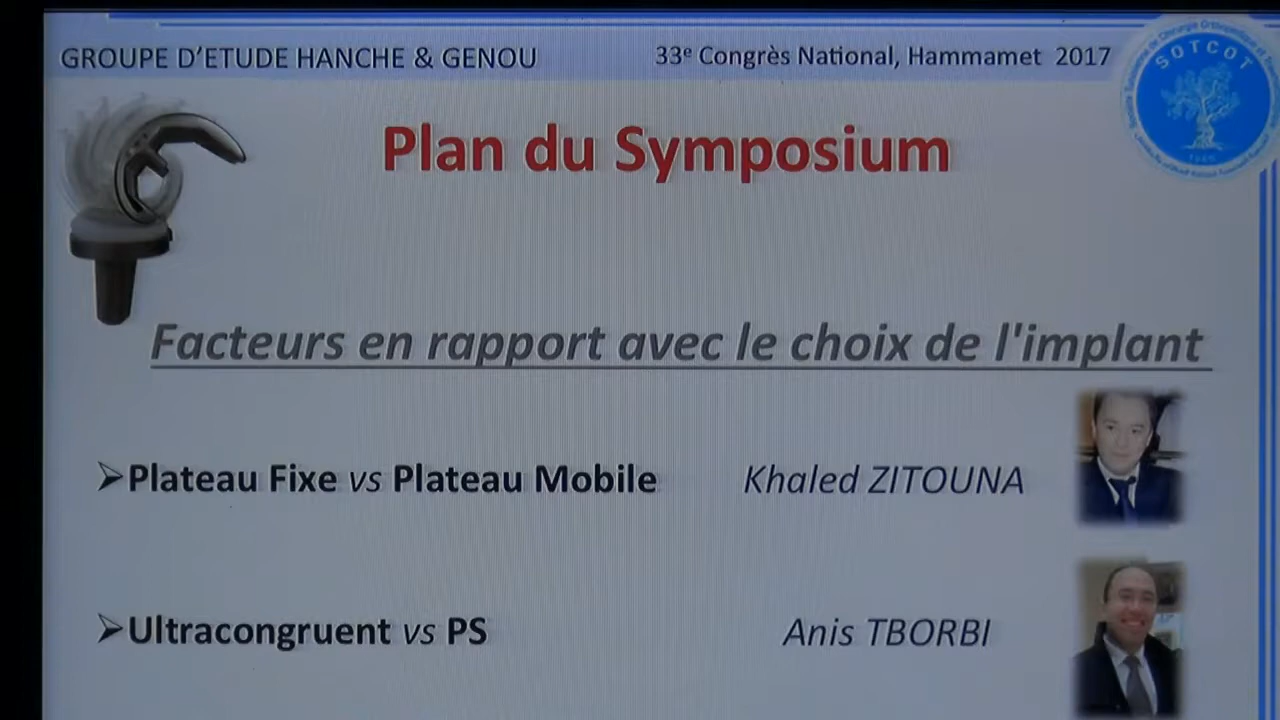 GROUPE D'ETUDE HANCHE & GENOU
33e Congrès National, Hammamet 2017
SOTCOT
Plan du Symposium
Facteurs en rapport avec le choix de l'implant
➢Plateau Fixe vs Plateau Mobile Khaled ZITOUNA
➢Ultracongruent vs PS Anis TBORBI